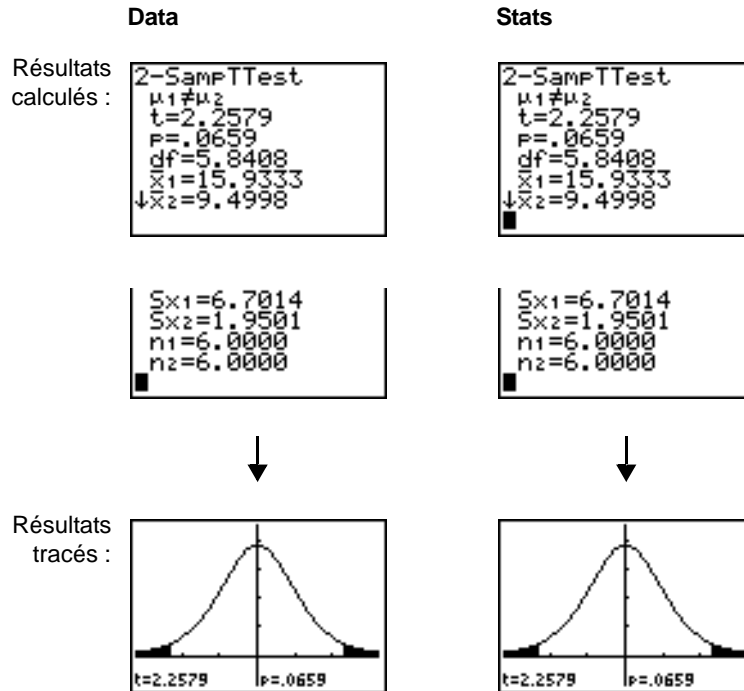 Data
Stats
Résultats
calculés :
2-SampTTest
μ1≠μ2
t=2.2579
p=.0659
df=5.8408
x̄1=15.9333
↓x̄2=9.4998
2-SampTTest
μ1≠μ2
t=2.2579
p=.0659
df=5.8408
x̄1=15.9333
↓x̄2=9.4998
Sx1=6.7014
Sx2=1.9501
n1=6.0000
n2=6.0000
Sx1=6.7014
Sx2=1.9501
n1=6.0000
n2=6.0000
Résultats
tracés :
t=2.2579 p=.0659
t=2.2579 p=.0659